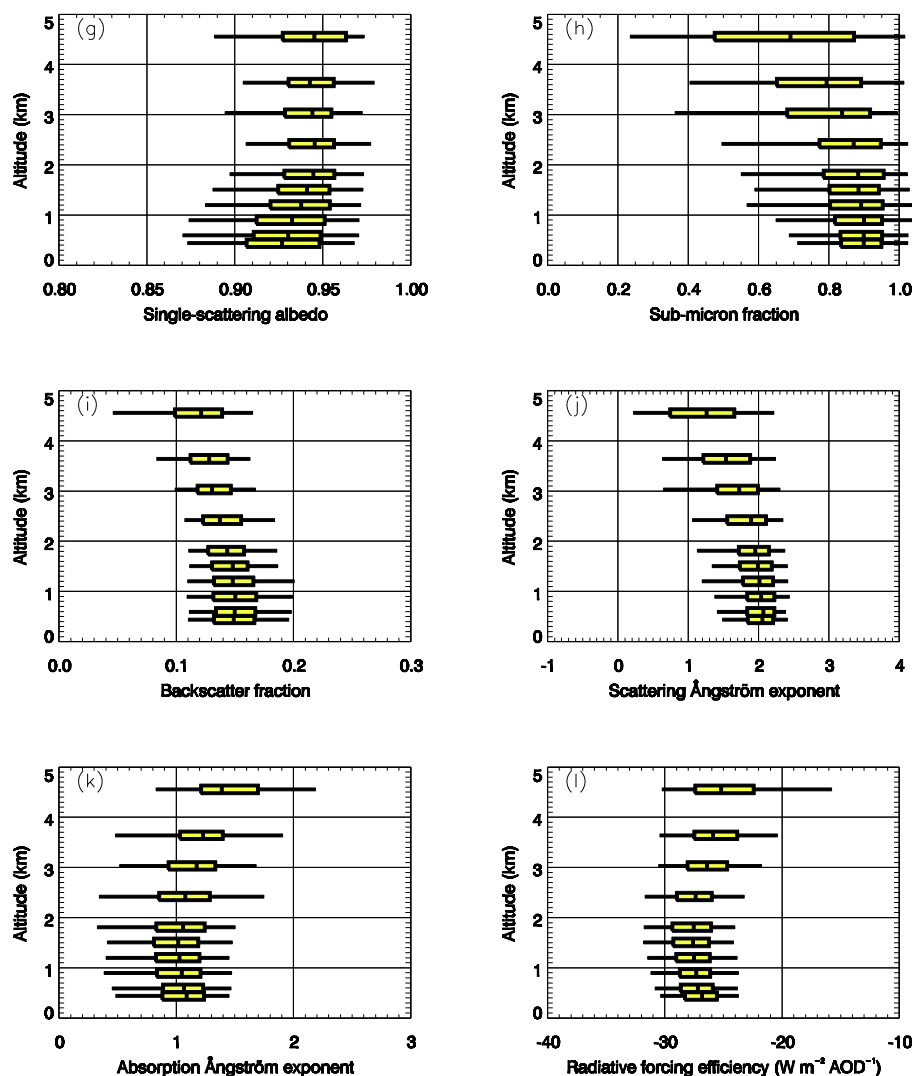 (g)
5
4
3
2
1
0
Altitude (km)
0.80 0.85 0.90 0.95 1.00
Single-scattering albedo
(h)
5
4
3
2
1
0
Altitude (km)
0.0 0.2 0.4 0.6 0.8 1.0
Sub-micron fraction
(i)
5
4
3
2
1
0
Altitude (km)
0.0 0.1 0.2 0.3
Backscatter fraction
(j)
5
4
3
2
1
0
Altitude (km)
-1 0 1 2 3 4
Scattering Ångström exponent
(k)
5
4
3
2
1
0
Altitude (km)
0 1 2 3
Absorption Ångström exponent
(l)
5
4
3
2
1
0
Altitude (km)
-40 -30 -20 -10
Radiative forcing efficiency (W m⁻² AOD⁻¹)